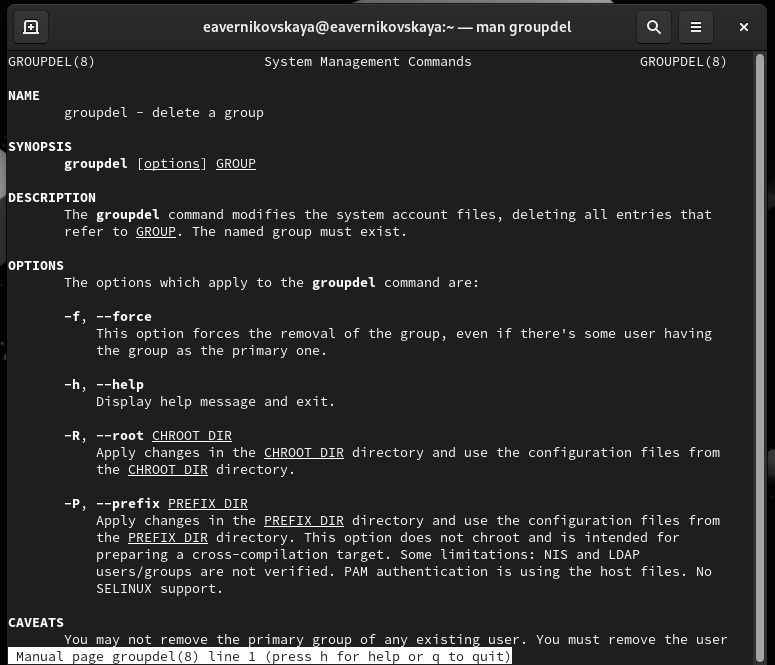 eavernikovskaya@eavernikovskaya:~ — man groupdel
GROUPDEL(8) System Management Commands GROUPDEL(8)
NAME
groupdel - delete a group
SYNOPSIS
groupdel [options] GROUP
DESCRIPTION
The groupdel command modifies the system account files, deleting all entries that
refer to GROUP. The named group must exist.
OPTIONS
The options which apply to the groupdel command are:
-f, --force
This option forces the removal of the group, even if there's some user having
the group as the primary one.
-h, --help
Display help message and exit.
-R, --root CHROOT_DIR
Apply changes in the CHROOT_DIR directory and use the configuration files from
the CHROOT_DIR directory.
-P, --prefix PREFIX_DIR
Apply changes in the PREFIX_DIR directory and use the configuration files from
the PREFIX_DIR directory. This option does not chroot and is intended for
preparing a cross-compilation target. Some limitations: NIS and LDAP
users/groups are not verified. PAM authentication is using the host files. No
SELINUX support.
CAVEATS
You may not remove the primary group of any existing user. You must remove the user
Manual page groupdel(8) line 1 (press h for help or q to quit)